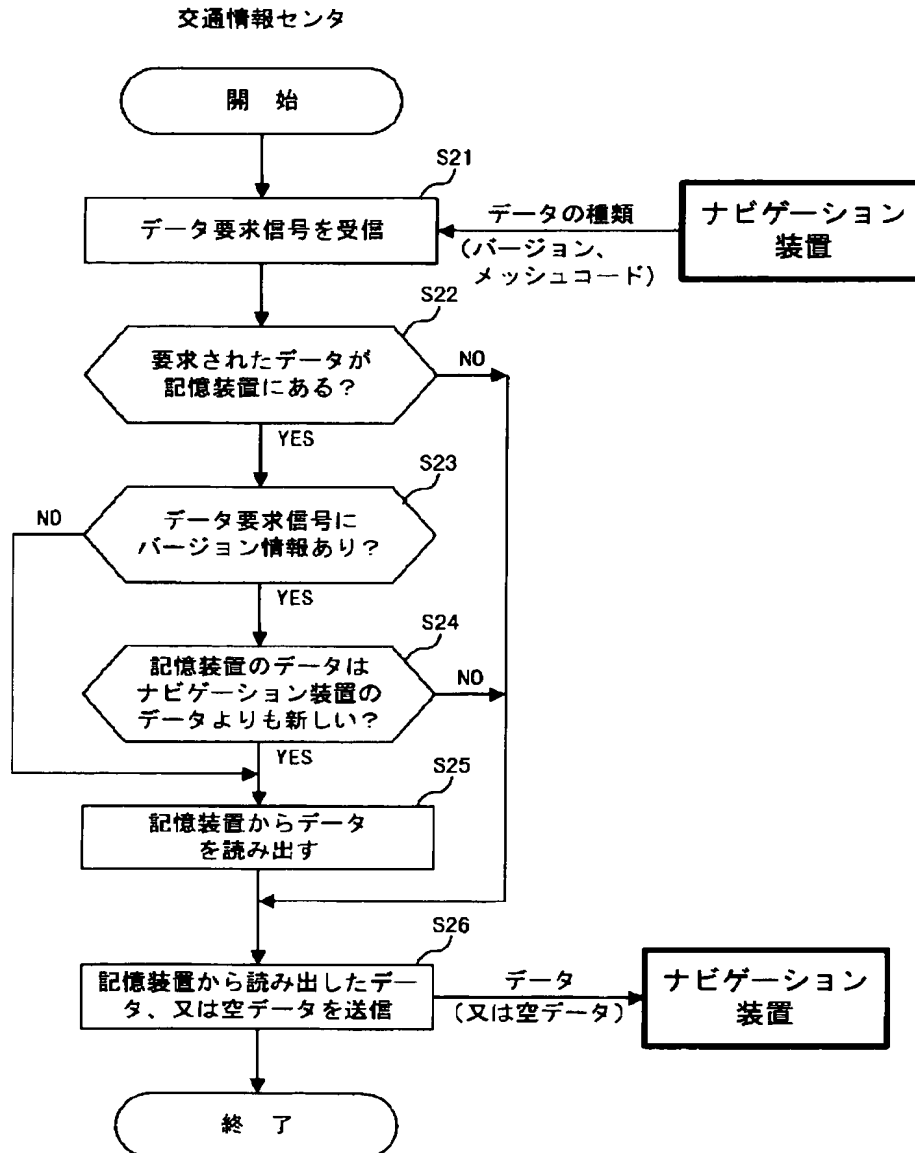 交通情報センタ
開 始
S21
データ要求信号を受信
データの種類
(バージョン、
メッシュコード)
ナビゲーション
装置
S22
要求されたデータが
記憶装置にある?
NO
YES
S23
データ要求信号に
バージョン情報あり?
NO
YES
S24
記憶装置のデータは
ナビゲーション装置の
データよりも新しい?
NO
YES
S25
記憶装置からデータ
を読み出す
S26
記憶装置から読み出したデー
タ、又は空データを送信
データ
(又は空データ)
ナビゲーション
装置
終 了